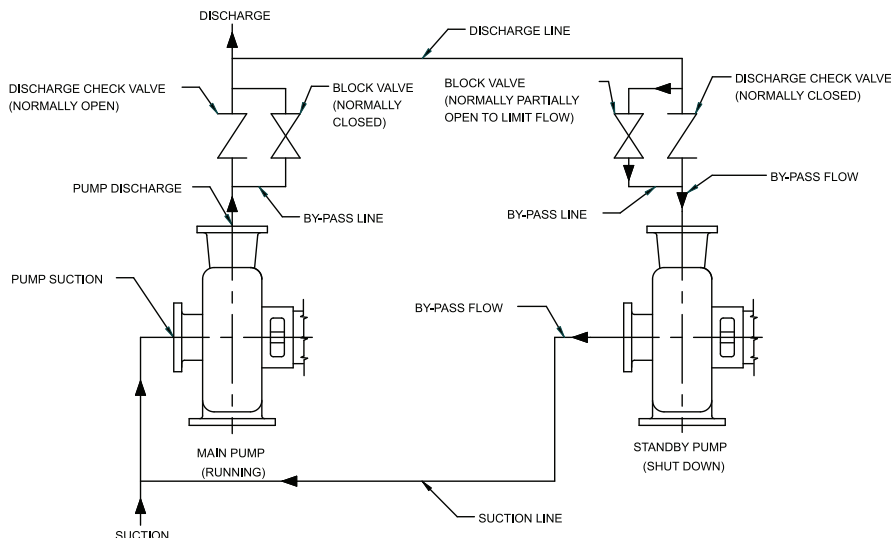 DISCHARGE
DISCHARGE LINE
DISCHARGE CHECK VALVE
(NORMALLY OPEN)
BLOCK VALVE
(NORMALLY
CLOSED)
BLOCK VALVE
(NORMALLY PARTIALLY
OPEN TO LIMIT FLOW)
DISCHARGE CHECK VALVE
(NORMALLY CLOSED)
PUMP DISCHARGE
BY-PASS LINE
BY-PASS LINE
BY-PASS FLOW
PUMP SUCTION
BY-PASS FLOW
MAIN PUMP
(RUNNING)
STANDBY PUMP
(SHUT DOWN)
SUCTION LINE
SUCTION